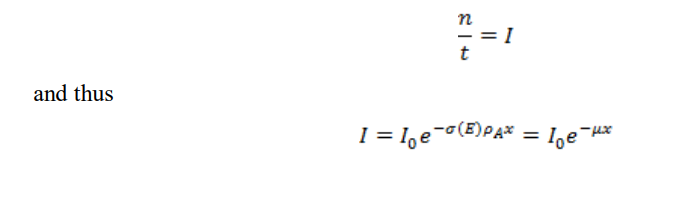 n/t = I
and thus
I = I₀e^{-σ(E)ρ_A x} = I₀e^{-μx}